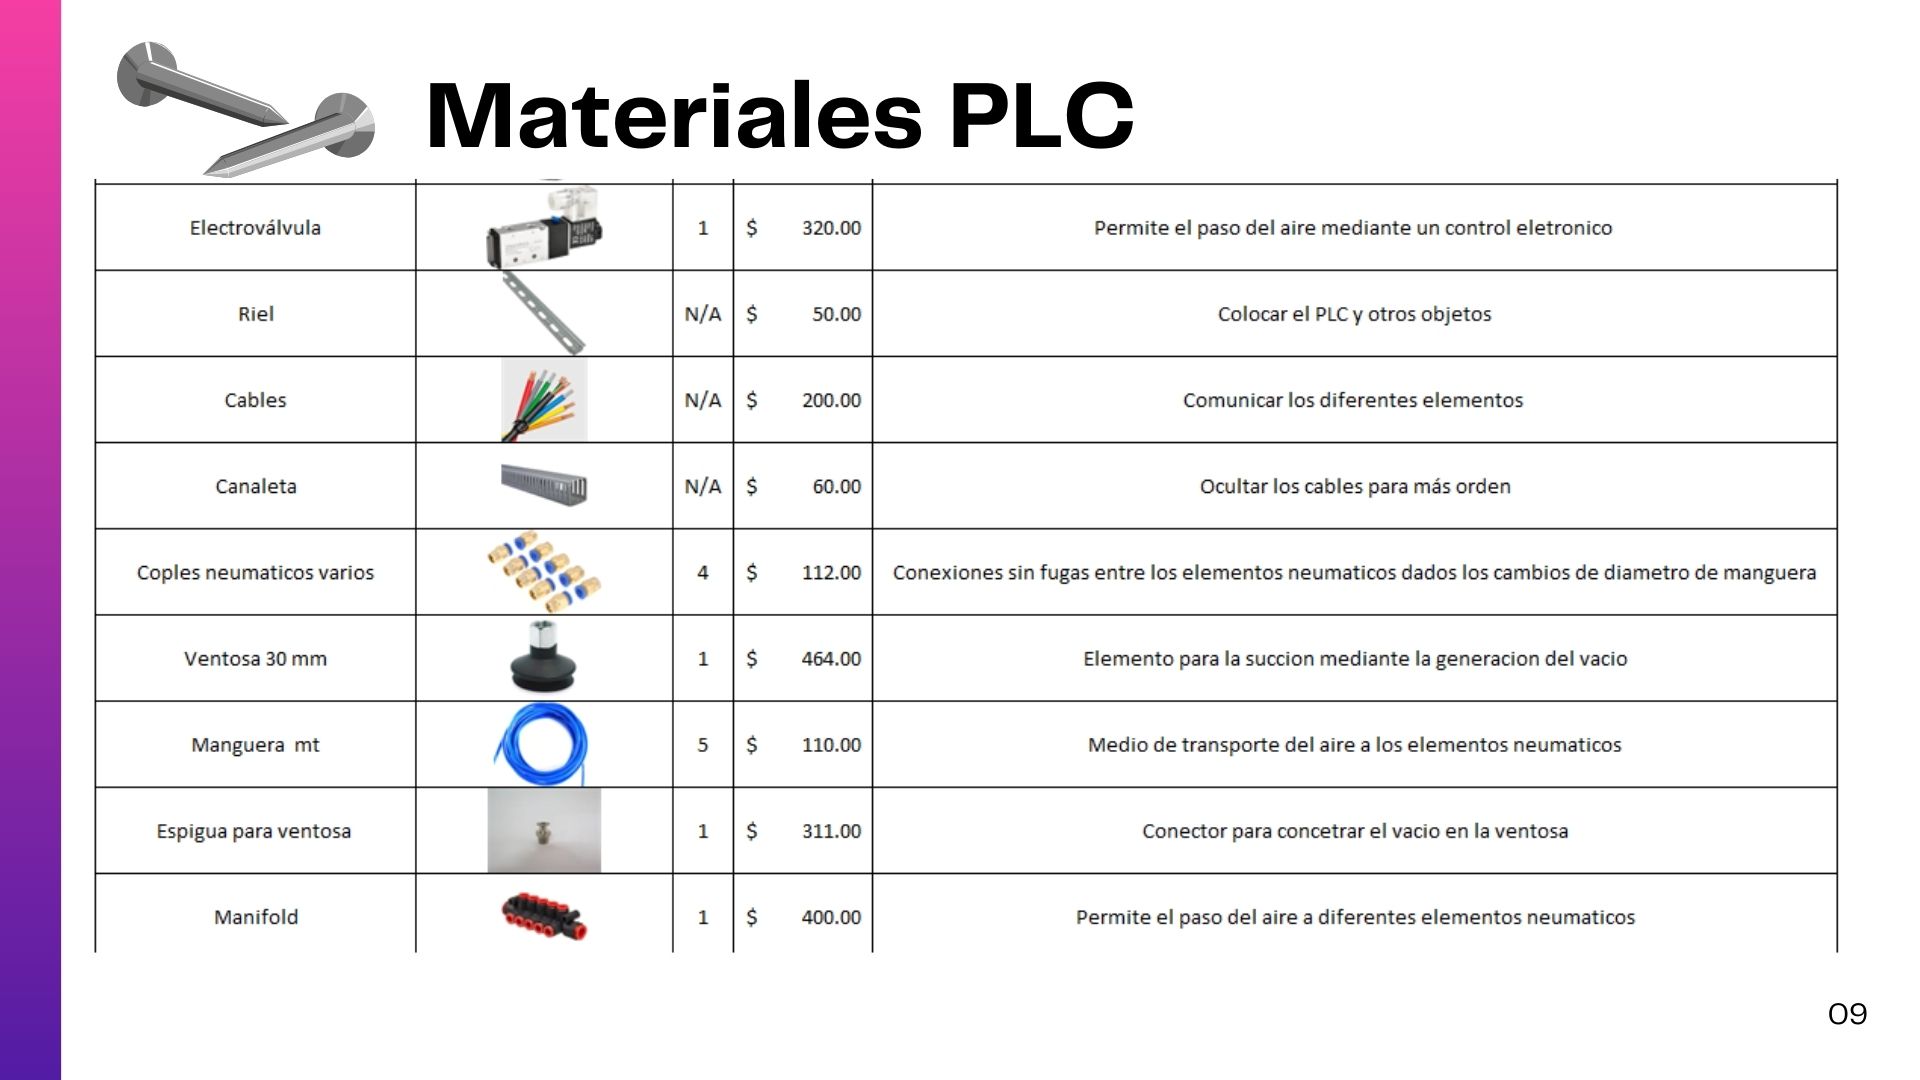 Materiales PLC
Electroválvula 1 $ 320.00 Permite el paso del aire mediante un control eletronico
Riel N/A $ 50.00 Colocar el PLC y otros objetos
Cables N/A $ 200.00 Comunicar los diferentes elementos
Canaleta N/A $ 60.00 Ocultar los cables para más orden
Coples neumaticos varios 4 $ 112.00 Conexiones sin fugas entre los elementos neumaticos dados los cambios de diametro de manguera
Ventosa 30 mm 1 $ 464.00 Elemento para la succion mediante la generacion del vacio
Manguera mt 5 $ 110.00 Medio de transporte del aire a los elementos neumaticos
Espigua para ventosa 1 $ 311.00 Conector para concetrar el vacio en la ventosa
Manifold 1 $ 400.00 Permite el paso del aire a diferentes elementos neumaticos
09